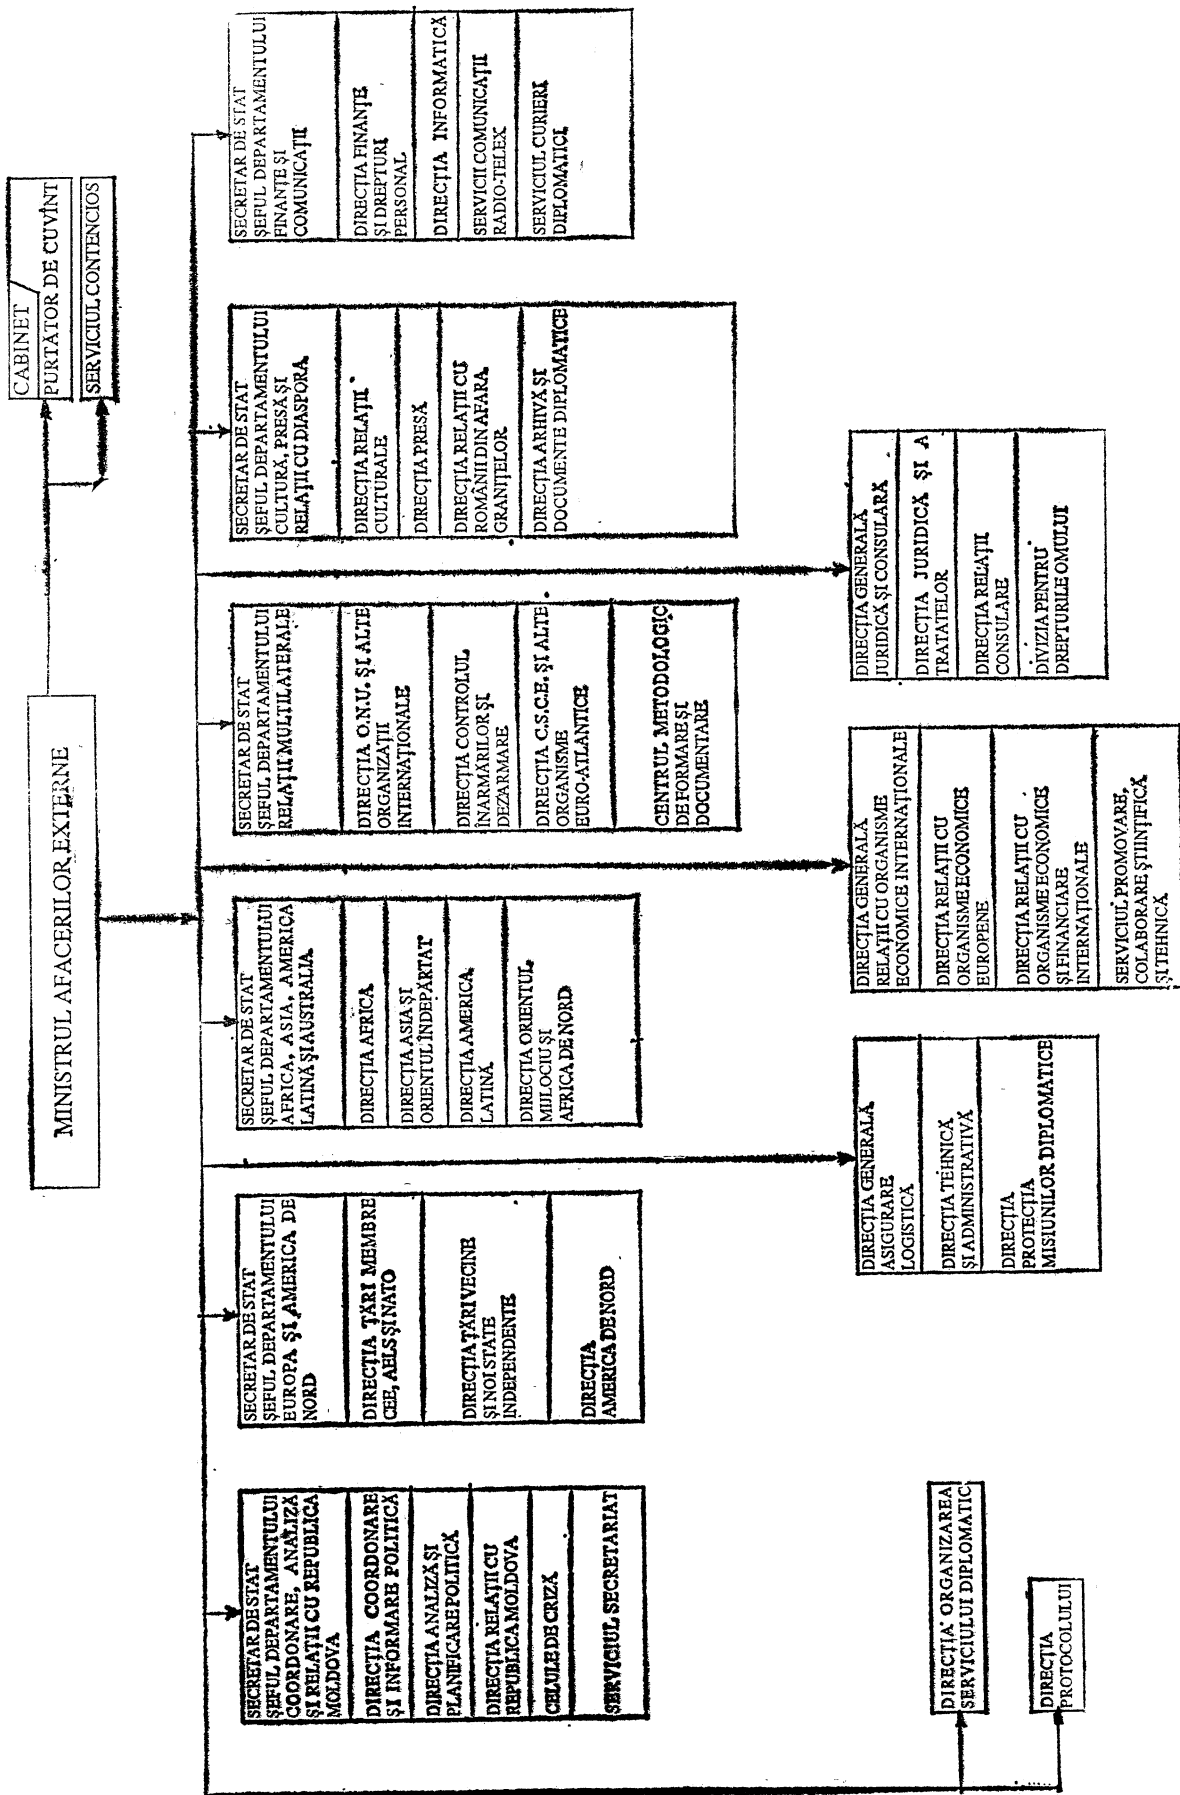 MINISTRUL AFACERILOR EXTERNE
CABINET
PURTĂTOR DE CUVÎNT
SERVICIUL CONTENCIOS
SECRETAR DE STAT
ŞEFUL DEPARTAMENTULUI
COORDONARE, ANALIZĂ
ŞI RELAŢII CU REPUBLICA
MOLDOVA
DIRECŢIA COORDONARE
ŞI INFORMARE POLITICĂ
DIRECŢIA ANALIZĂ ŞI
PLANIFICARE POLITICĂ
DIRECŢIA RELAŢII CU
REPUBLICA MOLDOVA
CELULE DE CRIZĂ
SERVICIUL SECRETARIAT
SECRETAR DE STAT
ŞEFUL DEPARTAMENTULUI
EUROPA ŞI AMERICA DE
NORD
DIRECŢIA ŢĂRI MEMBRE
CEE, AELS ŞI NATO
DIRECŢIA ŢĂRI VECINE
ŞI NOI STATE
INDEPENDENTE
DIRECŢIA
AMERICA DE NORD
SECRETAR DE STAT
ŞEFUL DEPARTAMENTULUI
AFRICA, ASIA, AMERICA
LATINĂ ŞI AUSTRALIA
DIRECŢIA AFRICA
DIRECŢIA ASIA ŞI
ORIENTUL ÎNDEPĂRTAT
DIRECŢIA AMERICA
LATINĂ
DIRECŢIA ORIENTUL
MIJLOCIU ŞI
AFRICA DE NORD
SECRETAR DE STAT
ŞEFUL DEPARTAMENTULUI
RELAŢII MULTILATERALE
DIRECŢIA O.N.U. ŞI ALTE
ORGANIZAŢII
INTERNAŢIONALE
DIRECŢIA CONTROLUL
ÎNARMĂRILOR ŞI
DEZARMARE
DIRECŢIA C.S.C.E. ŞI ALTE
ORGANISME
EURO-ATLANTICE
CENTRUL METODOLOGIC
DE FORMARE ŞI
DOCUMENTARE
SECRETAR DE STAT
ŞEFUL DEPARTAMENTULUI
CULTURĂ, PRESĂ ŞI
RELAŢII CU DIASPORA
DIRECŢIA RELAŢII
CULTURALE
DIRECŢIA PRESĂ
DIRECŢIA RELAŢII CU
ROMÂNII DIN AFARA
GRANIŢELOR
DIRECŢIA ARHIVĂ ŞI
DOCUMENTE DIPLOMATICE
SECRETAR DE STAT
ŞEFUL DEPARTAMENTULUI
FINANŢE ŞI
COMUNICAŢII
DIRECŢIA FINANŢE
ŞI DREPTURI
PERSONAL
DIRECŢIA INFORMATICĂ
SERVICII COMUNICAŢII
RADIO-TELEX
SERVICIUL CURIERI
DIPLOMATICI
DIRECŢIA ORGANIZAREA
SERVICIULUI DIPLOMATIC
DIRECŢIA
PROTOCOLULUI
DIRECŢIA GENERALĂ
ASIGURARE
LOGISTICĂ
DIRECŢIA TEHNICĂ
ŞI ADMINISTRATIVĂ
DIRECŢIA
PROTECŢIA
MISIUNILOR DIPLOMATICE
DIRECŢIA GENERALĂ
RELAŢII CU ORGANISME
ECONOMICE INTERNAŢIONALE
DIRECŢIA RELAŢII CU
ORGANISME ECONOMICE
EUROPENE
DIRECŢIA RELAŢII CU
ORGANISME ECONOMICE
ŞI FINANCIARE
INTERNAŢIONALE
SERVICIUL PROMOVARE,
COLABORARE ŞTIINŢIFICĂ
ŞI TEHNICĂ
DIRECŢIA GENERALĂ
JURIDICĂ ŞI CONSULARĂ
DIRECŢIA JURIDICĂ ŞI A
TRATATELOR
DIRECŢIA RELAŢII
CONSULARE
DIVIZIA PENTRU
DREPTURILE OMULUI